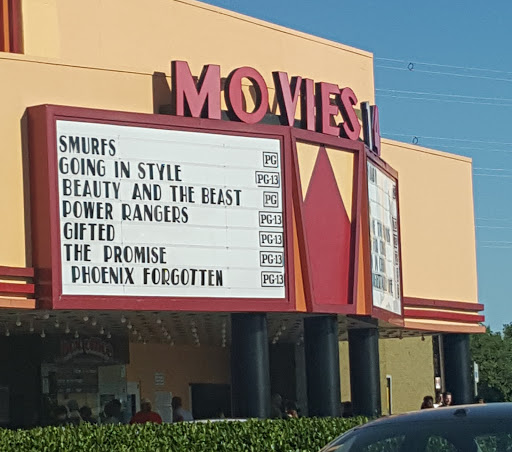 MOVIES 14
SMURFS PG
GOING IN STYLE PG-13
BEAUTY AND THE BEAST PG
POWER RANGERS PG-13
GIFTED PG-13
THE PROMISE PG-13
PHOENIX FORGOTTEN PG-13